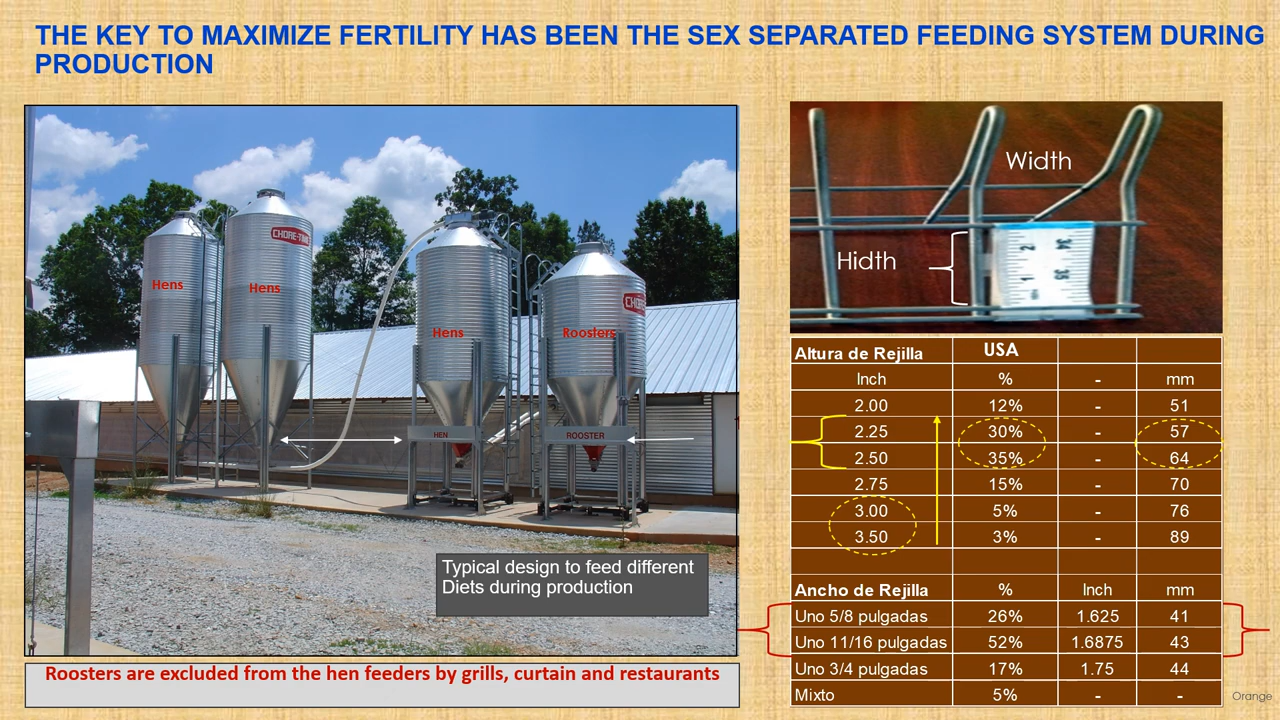 THE KEY TO MAXIMIZE FERTILITY HAS BEEN THE SEX SEPARATED FEEDING SYSTEM DURING
PRODUCTION
CHORE-TIME
Hens
Hens
Hens
Roosters
HEN
ROOSTER
Typical design to feed different
Diets during production
Roosters are excluded from the hen feeders by grills, curtain and restaurants
Width
Hidth
Altura de Rejilla USA
Inch % - mm
2.00 12% - 51
2.25 30% - 57
2.50 35% - 64
2.75 15% - 70
3.00 5% - 76
3.50 3% - 89
Ancho de Rejilla % Inch mm
Uno 5/8 pulgadas 26% 1.625 41
Uno 11/16 pulgadas 52% 1.6875 43
Uno 3/4 pulgadas 17% 1.75 44
Mixto 5% - -
Orange